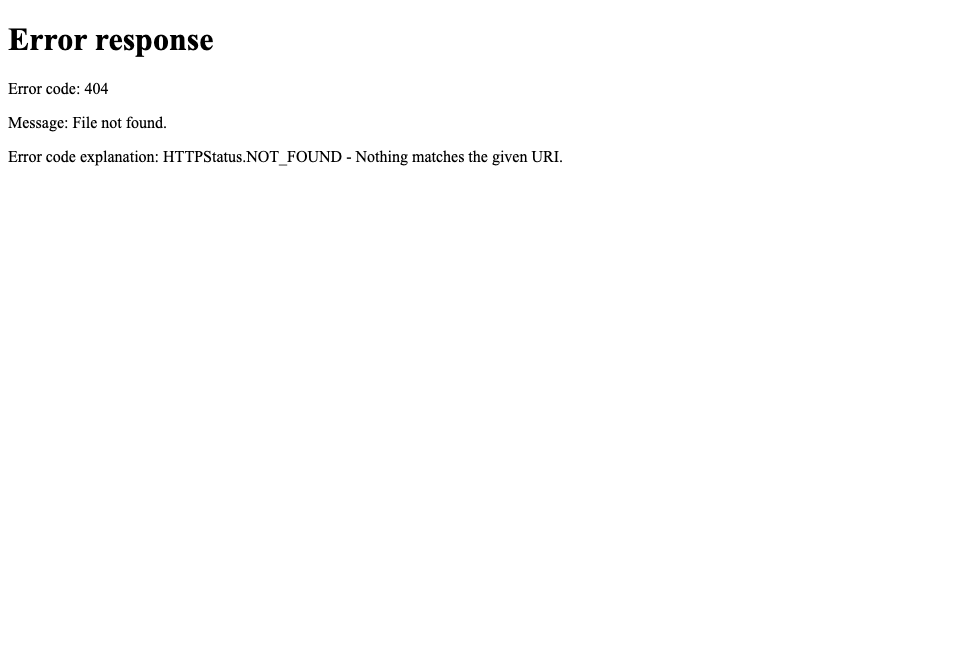 Error response
Error code: 404
Message: File not found.
Error code explanation: HTTPStatus.NOT_FOUND - Nothing matches the given URI.